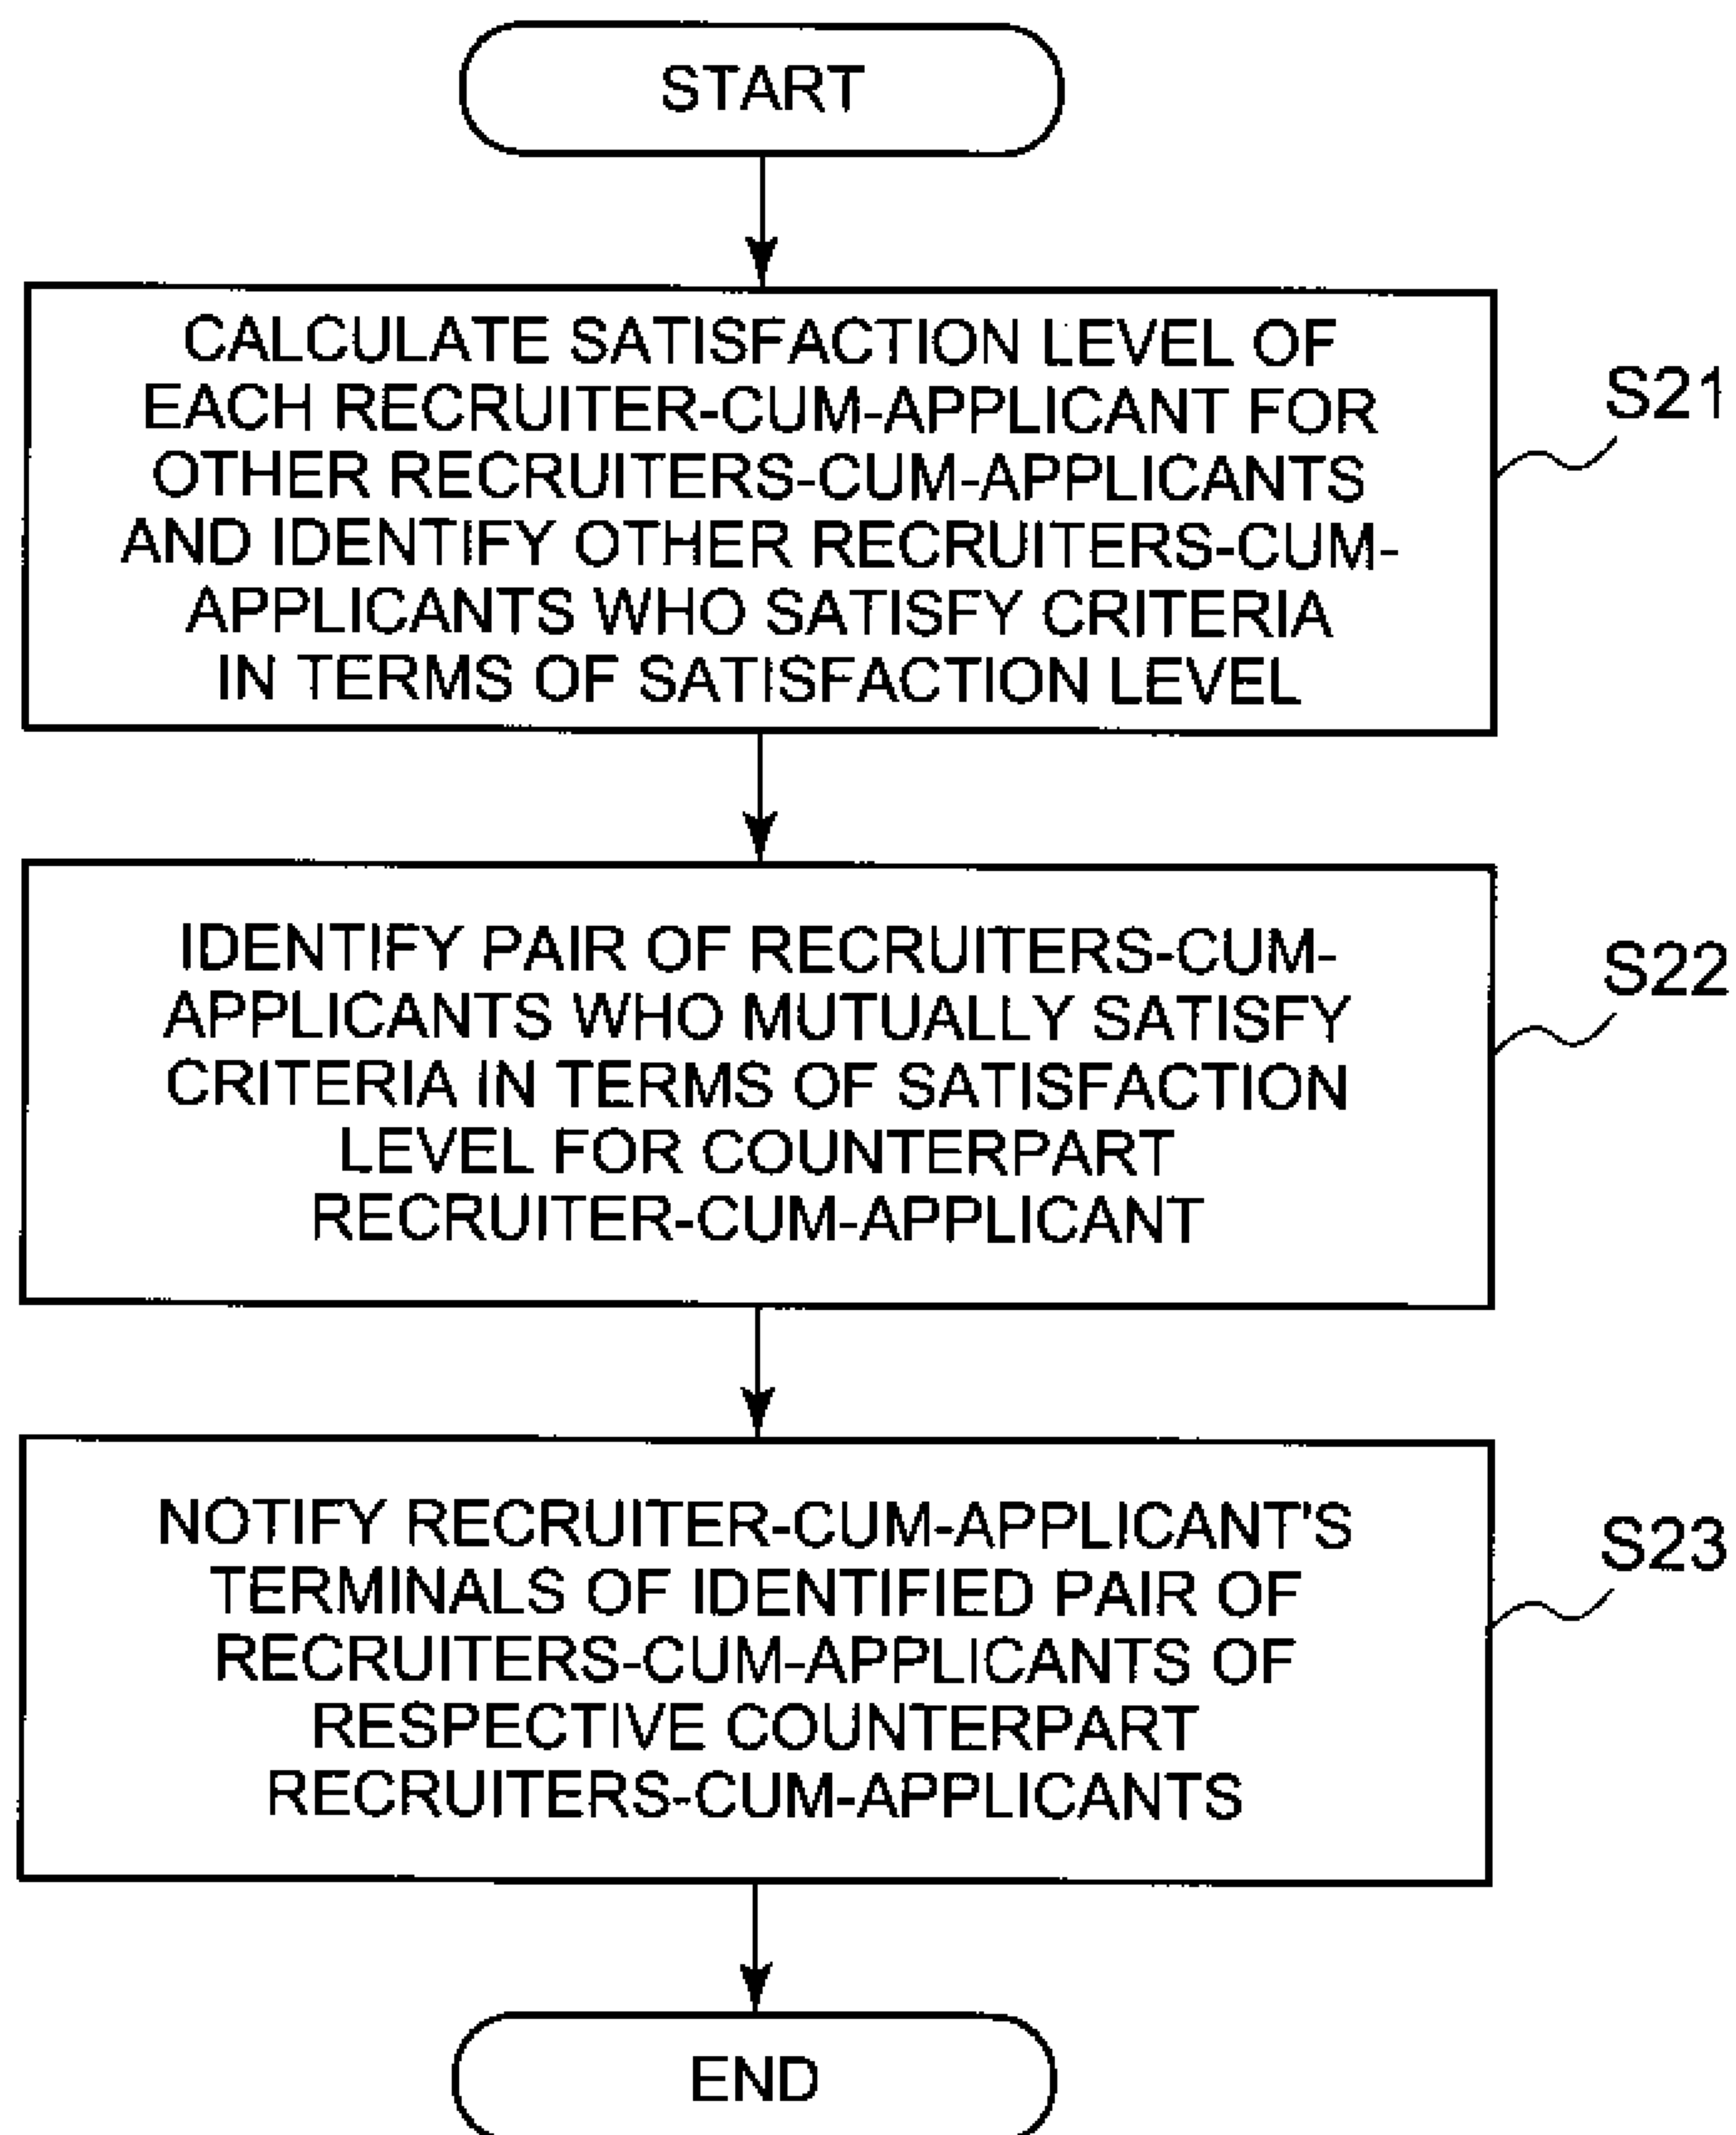 START
CALCULATE SATISFACTION LEVEL OF
EACH RECRUITER-CUM-APPLICANT FOR
OTHER RECRUITERS-CUM-APPLICANTS
AND IDENTIFY OTHER RECRUITERS-CUM-
APPLICANTS WHO SATISFY CRITERIA
IN TERMS OF SATISFACTION LEVEL
S21
IDENTIFY PAIR OF RECRUITERS-CUM-
APPLICANTS WHO MUTUALLY SATISFY
CRITERIA IN TERMS OF SATISFACTION
LEVEL FOR COUNTERPART
RECRUITER-CUM-APPLICANT
S22
NOTIFY RECRUITER-CUM-APPLICANT'S
TERMINALS OF IDENTIFIED PAIR OF
RECRUITERS-CUM-APPLICANTS OF
RESPECTIVE COUNTERPART
RECRUITERS-CUM-APPLICANTS
S23
END